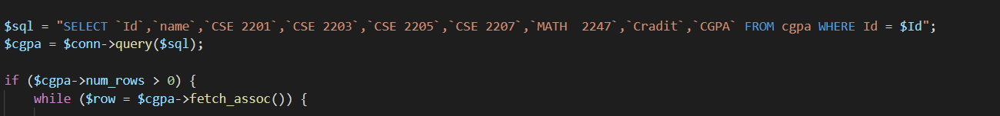 $sql = "SELECT `Id`,`name`,`CSE 2201`,`CSE 2203`,`CSE 2205`,`CSE 2207`,`MATH  2247`,`Cradit`,`CGPA` FROM cgpa WHERE Id = $Id";
$cgpa = $conn->query($sql);
if ($cgpa->num_rows > 0) {
while ($row = $cgpa->fetch_assoc()) {